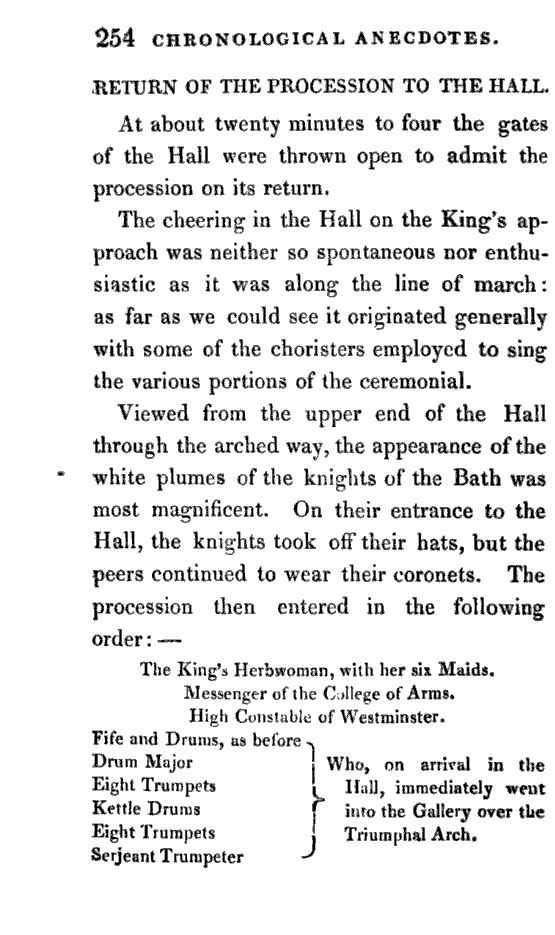 254 CHRONOLOGICAL ANECDOTES.
RETURN OF THE PROCESSION TO THE HALL.
At about twenty minutes to four the gates
of the Hall were thrown open to admit the
procession on its return.
The cheering in the Hall on the King's ap-
proach was neither so spontaneous nor enthu-
siastic as it was along the line of march:
as far as we could see it originated generally
with some of the choristers employed to sing
the various portions of the ceremonial.
Viewed from the upper end of the Hall
through the arched way, the appearance of the
white plumes of the knights of the Bath was
most magnificent. On their entrance to the
Hall, the knights took off their hats, but the
peers continued to wear their coronets. The
procession then entered in the following
order: —
The King's Herbwoman, with her six Maids.
Messenger of the College of Arms.
High Constable of Westminster.
Fife and Drums, as before
Drum Major
Eight Trumpets
Kettle Drums
Eight Trumpets
Serjeant Trumpeter
Who, on arrival in the
Hall, immediately went
into the Gallery over the
Triumphal Arch.